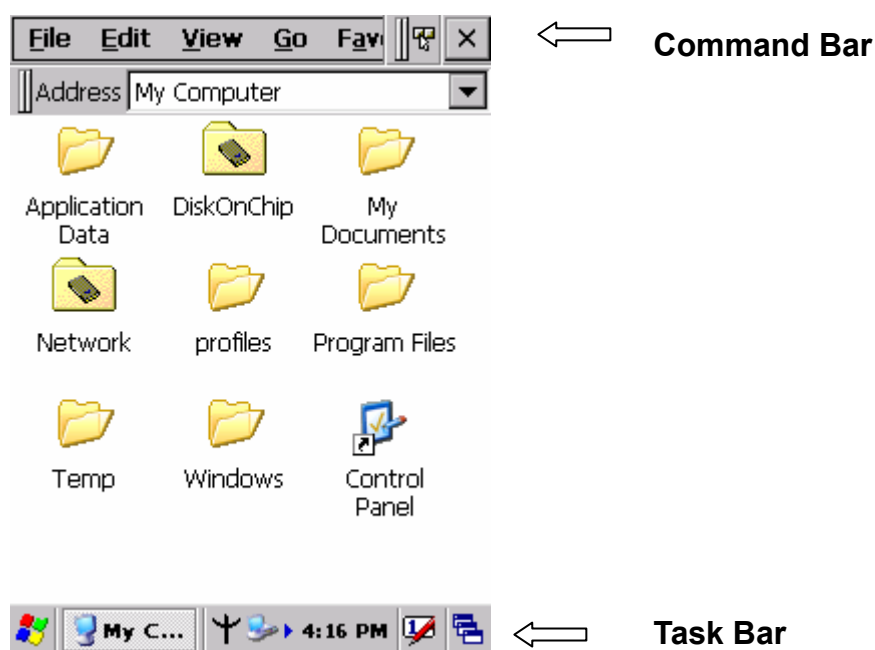 File Edit View Go Fav Command Bar
Address My Computer
Application Data DiskOnChip My Documents
Network profiles Program Files
Temp Windows Control Panel
My C... 4:16 PM Task Bar